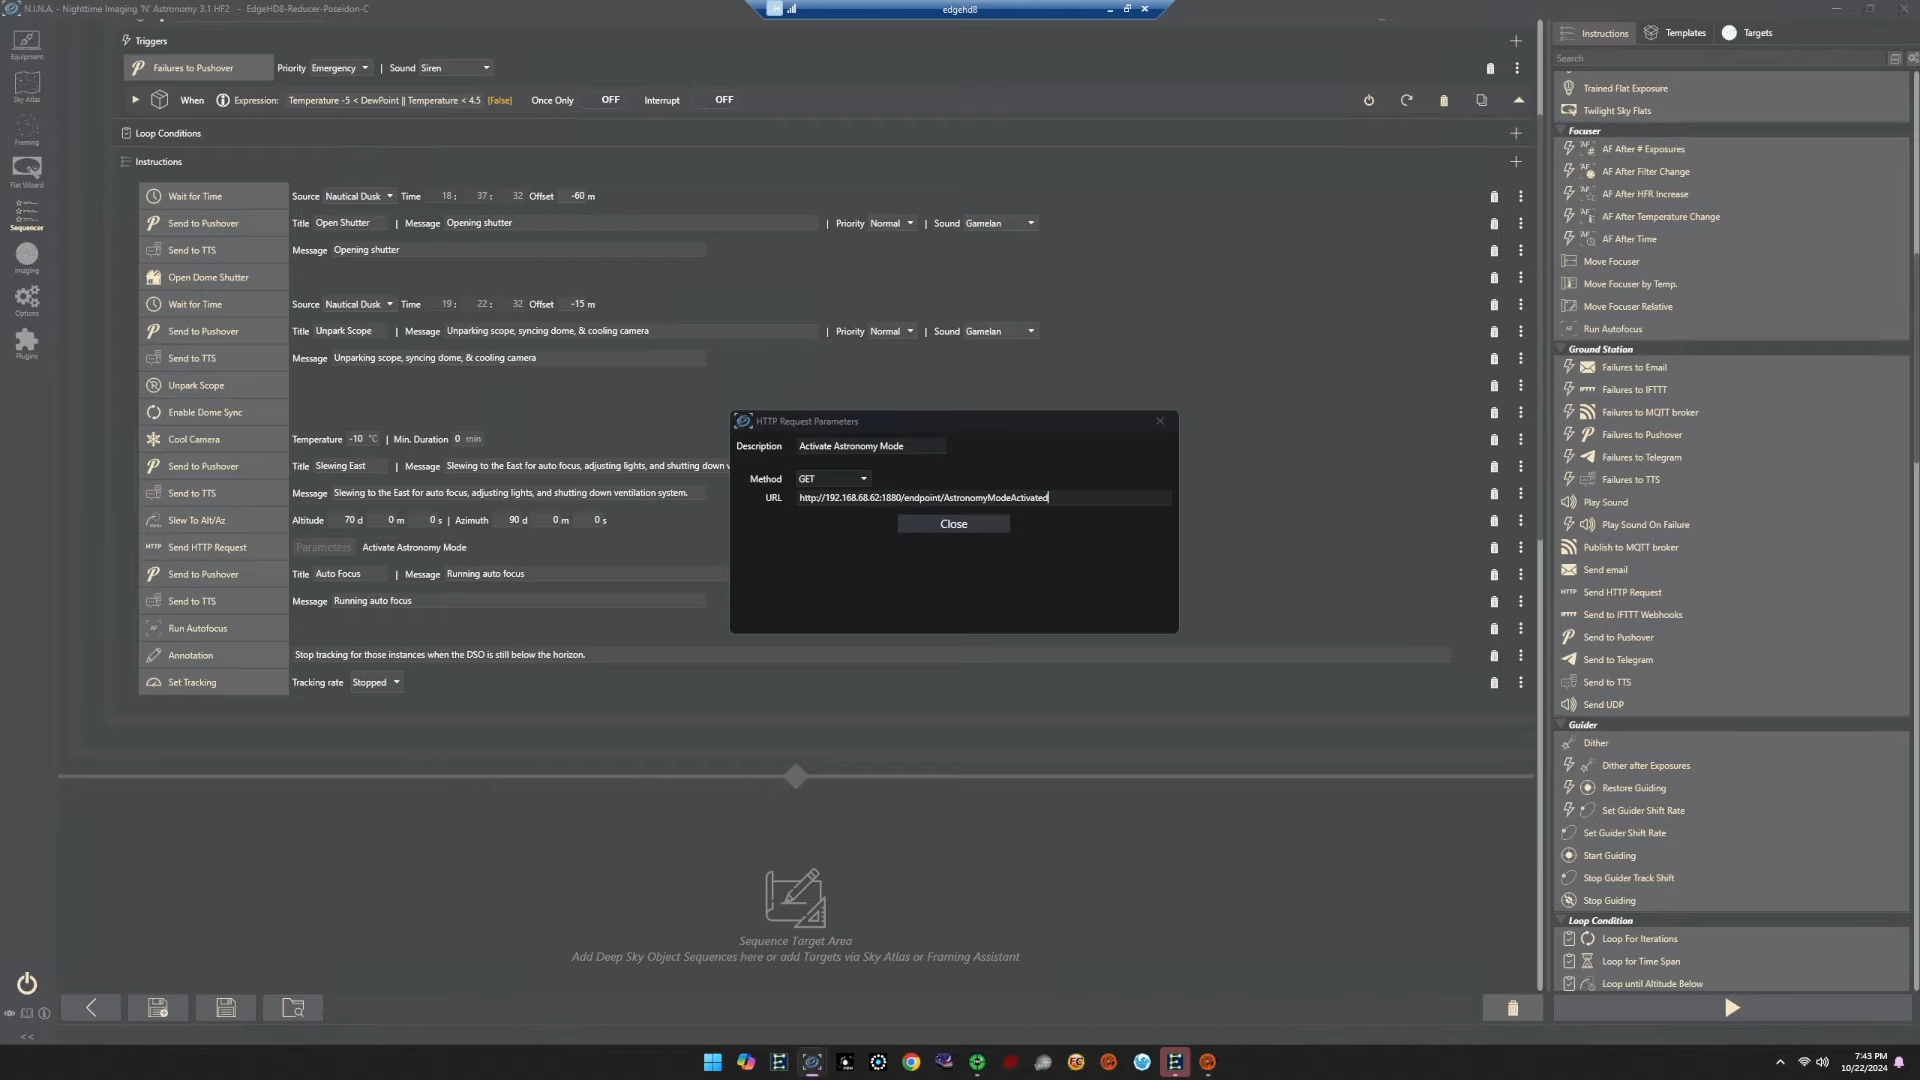 N.I.N.A. - Nighttime Imaging 'N' Astronomy 3.1 HF2 - EdgeHD8-Reducer-Poseidon-C
edgehd8
Equipment
Sky Atlas
Framing
Flat Wizard
Sequencer
Imaging
Options
Plugins
Triggers
Failures to Pushover Priority Emergency | Sound Siren
When Expression: Temperature -5 < DewPoint || Temperature < 4.5 {False} Once Only OFF Interrupt OFF
Loop Conditions
Instructions
Wait for Time Source Nautical Dusk Time 18: 37: 32 Offset -60 m
Send to Pushover Title Open Shutter | Message Opening shutter | Priority Normal | Sound Gamelan
Send to TTS Message Opening shutter
Open Dome Shutter
Wait for Time Source Nautical Dusk Time 19: 22: 32 Offset -15 m
Send to Pushover Title Unpark Scope | Message Unparking scope, syncing dome, & cooling camera | Priority Normal | Sound Gamelan
Send to TTS Message Unparking scope, syncing dome, & cooling camera
Unpark Scope
Enable Dome Sync
Cool Camera Temperature -10 °C | Min. Duration 0 min
Send to Pushover Title Slewing East | Message Slewing to the East for auto focus, adjusting lights, and shutting down
Send to TTS Message Slewing to the East for auto focus, adjusting lights, and shutting down ventilation system.
Slew To Alt/Az Altitude 70 d 0 m 0 s | Azimuth 90 d 0 m 0 s
HTTP Send HTTP Request Parameters Activate Astronomy Mode
Send to Pushover Title Auto Focus | Message Running auto focus
Send to TTS Message Running auto focus
Run Autofocus
Annotation Stop tracking for those instances when the DSO is still below the horizon.
Set Tracking Tracking rate Stopped
HTTP Request Parameters
Description Activate Astronomy Mode
Method GET
URL http://192.168.68.62:1880/endpoint/AstronomyModeActivated
Close
Sequence Target Area
Add Deep Sky Object Sequences here or add Targets via Sky Atlas or Framing Assistant
<<
Instructions Templates Targets
Search
Trained Flat Exposure
Twilight Sky Flats
Focuser
AF # AF After # Exposures
AF AF After Filter Change
AF AF After HFR Increase
AF AF After Temperature Change
AF AF After Time
Move Focuser
Move Focuser by Temp.
Move Focuser Relative
AF Run Autofocus
Ground Station
Failures to Email
IFTTT Failures to IFTTT
Failures to MQTT broker
Failures to Pushover
Failures to Telegram
Failures to TTS
Play Sound
Play Sound On Failure
Publish to MQTT broker
Send email
HTTP Send HTTP Request
IFTTT Send to IFTTT Webhooks
Send to Pushover
Send to Telegram
Send to TTS
Send UDP
Guider
Dither
Dither after Exposures
Restore Guiding
Set Guider Shift Rate
Set Guider Shift Rate
Start Guiding
Stop Guider Track Shift
Stop Guiding
Loop Condition
Loop For Iterations
Loop for Time Span
Loop until Altitude Below
7:43 PM
10/22/2024